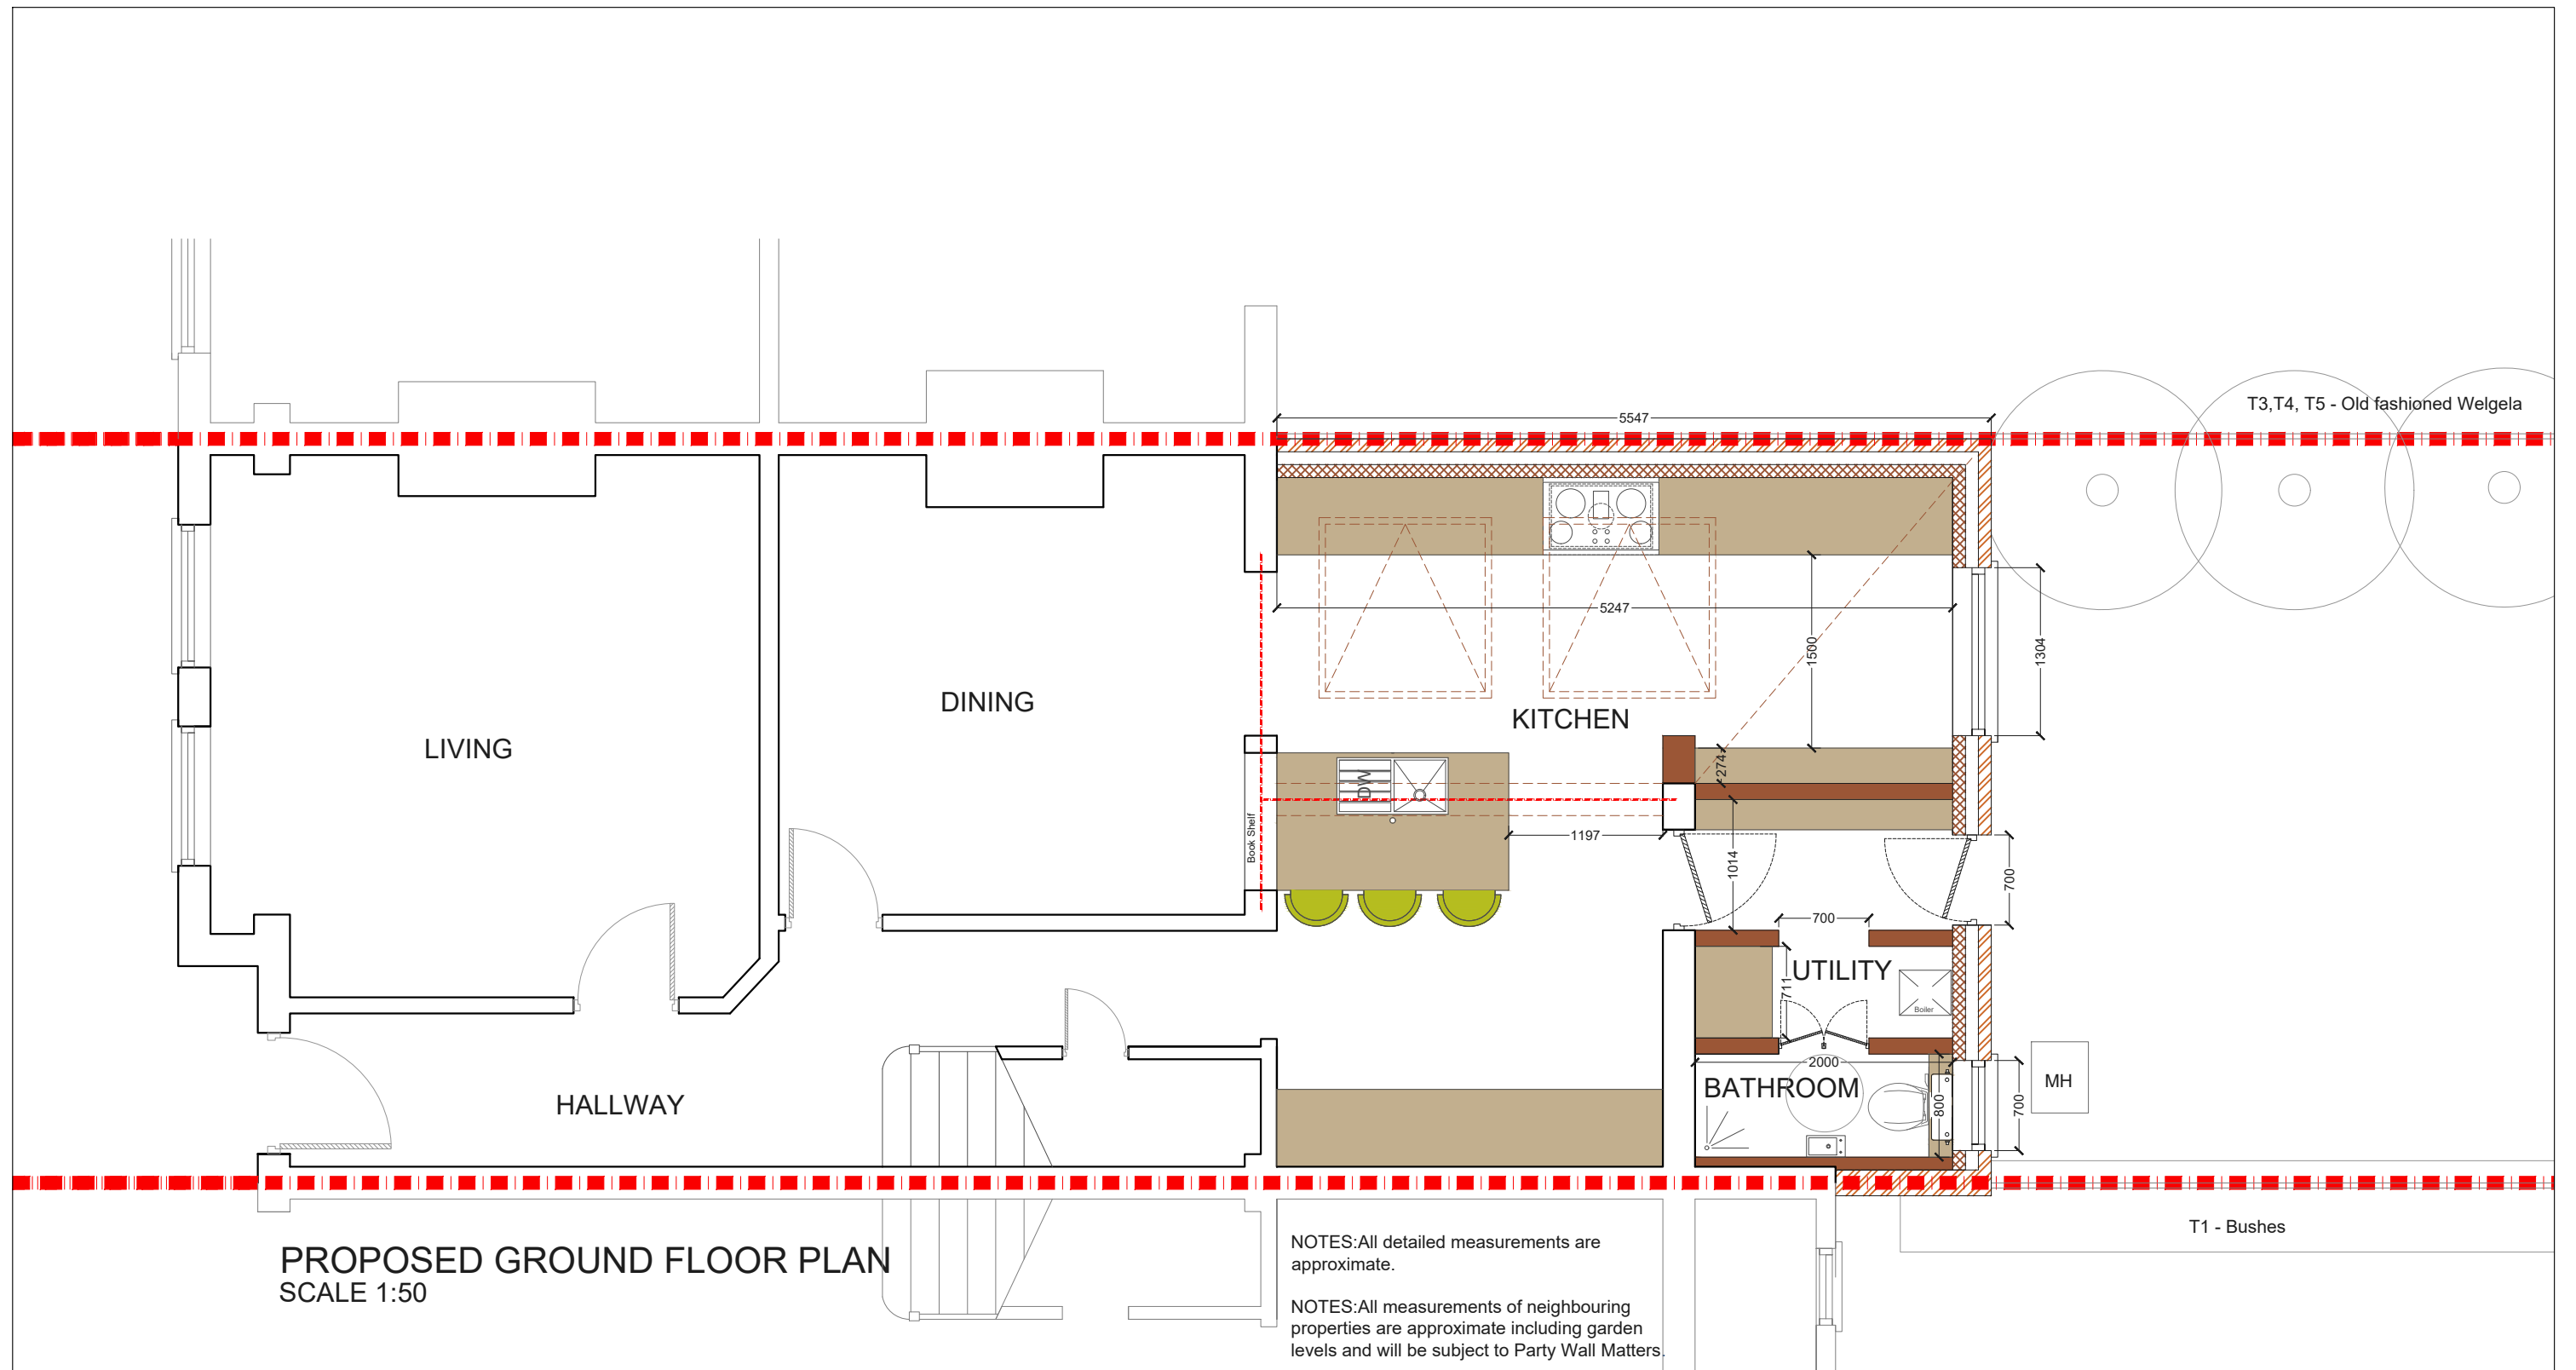 T3,T4, T5 - Old fashioned Welgela
5547
5247
1500
1304
KITCHEN
DINING
LIVING
274
DW
Book Shelf
1197
1014
700
700
UTILITY
711
Boiler
2000
BATHROOM
800
700
MH
HALLWAY
T1 - Bushes
PROPOSED GROUND FLOOR PLAN
SCALE 1:50
NOTES:All detailed measurements are
approximate.
NOTES:All measurements of neighbouring
properties are approximate including garden
levels and will be subject to Party Wall Matters.